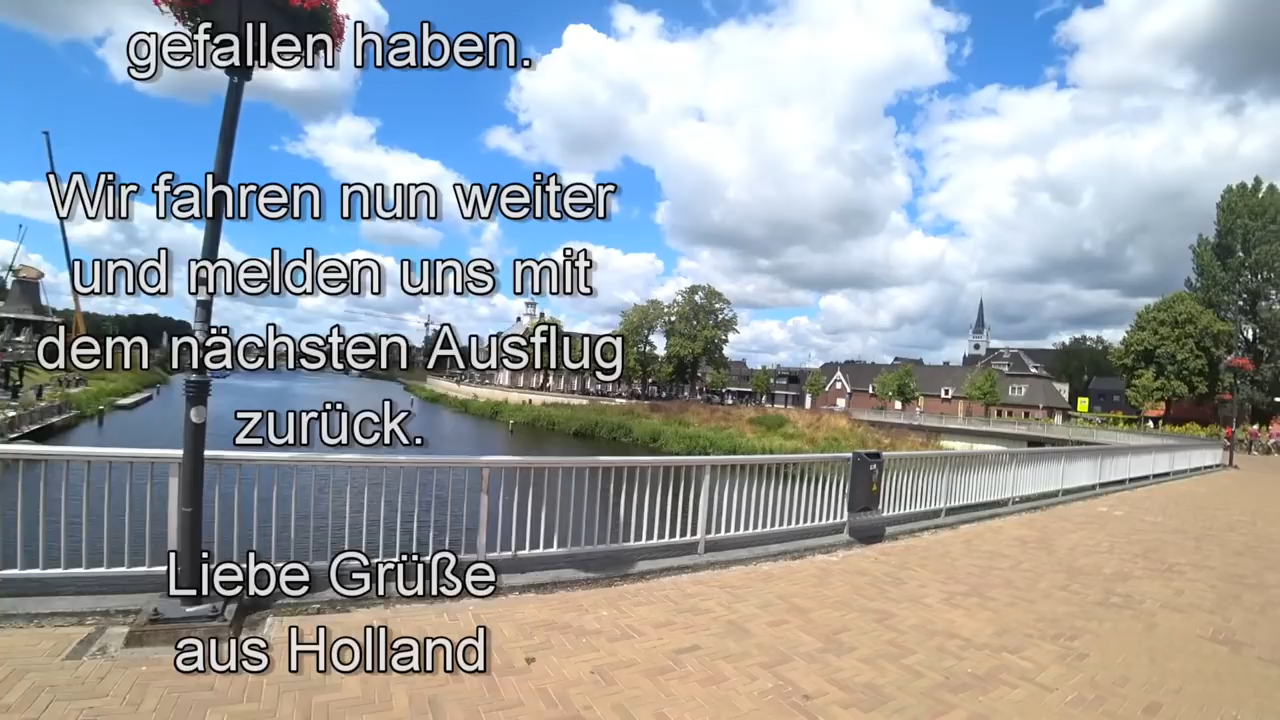 gefallen haben.
Wir fahren nun weiter
und melden uns mit
dem nächsten Ausflug
zurück.
Liebe Grüße
aus Holland